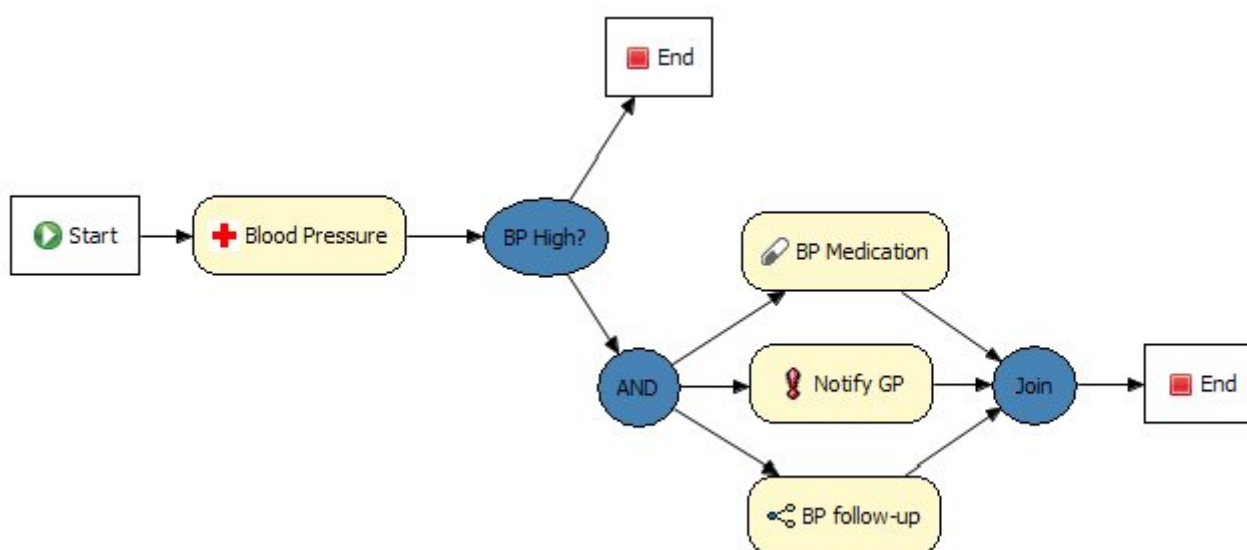 End
Start
Blood Pressure
BP High?
BP Medication
AND
Notify GP
Join
End
BP follow-up